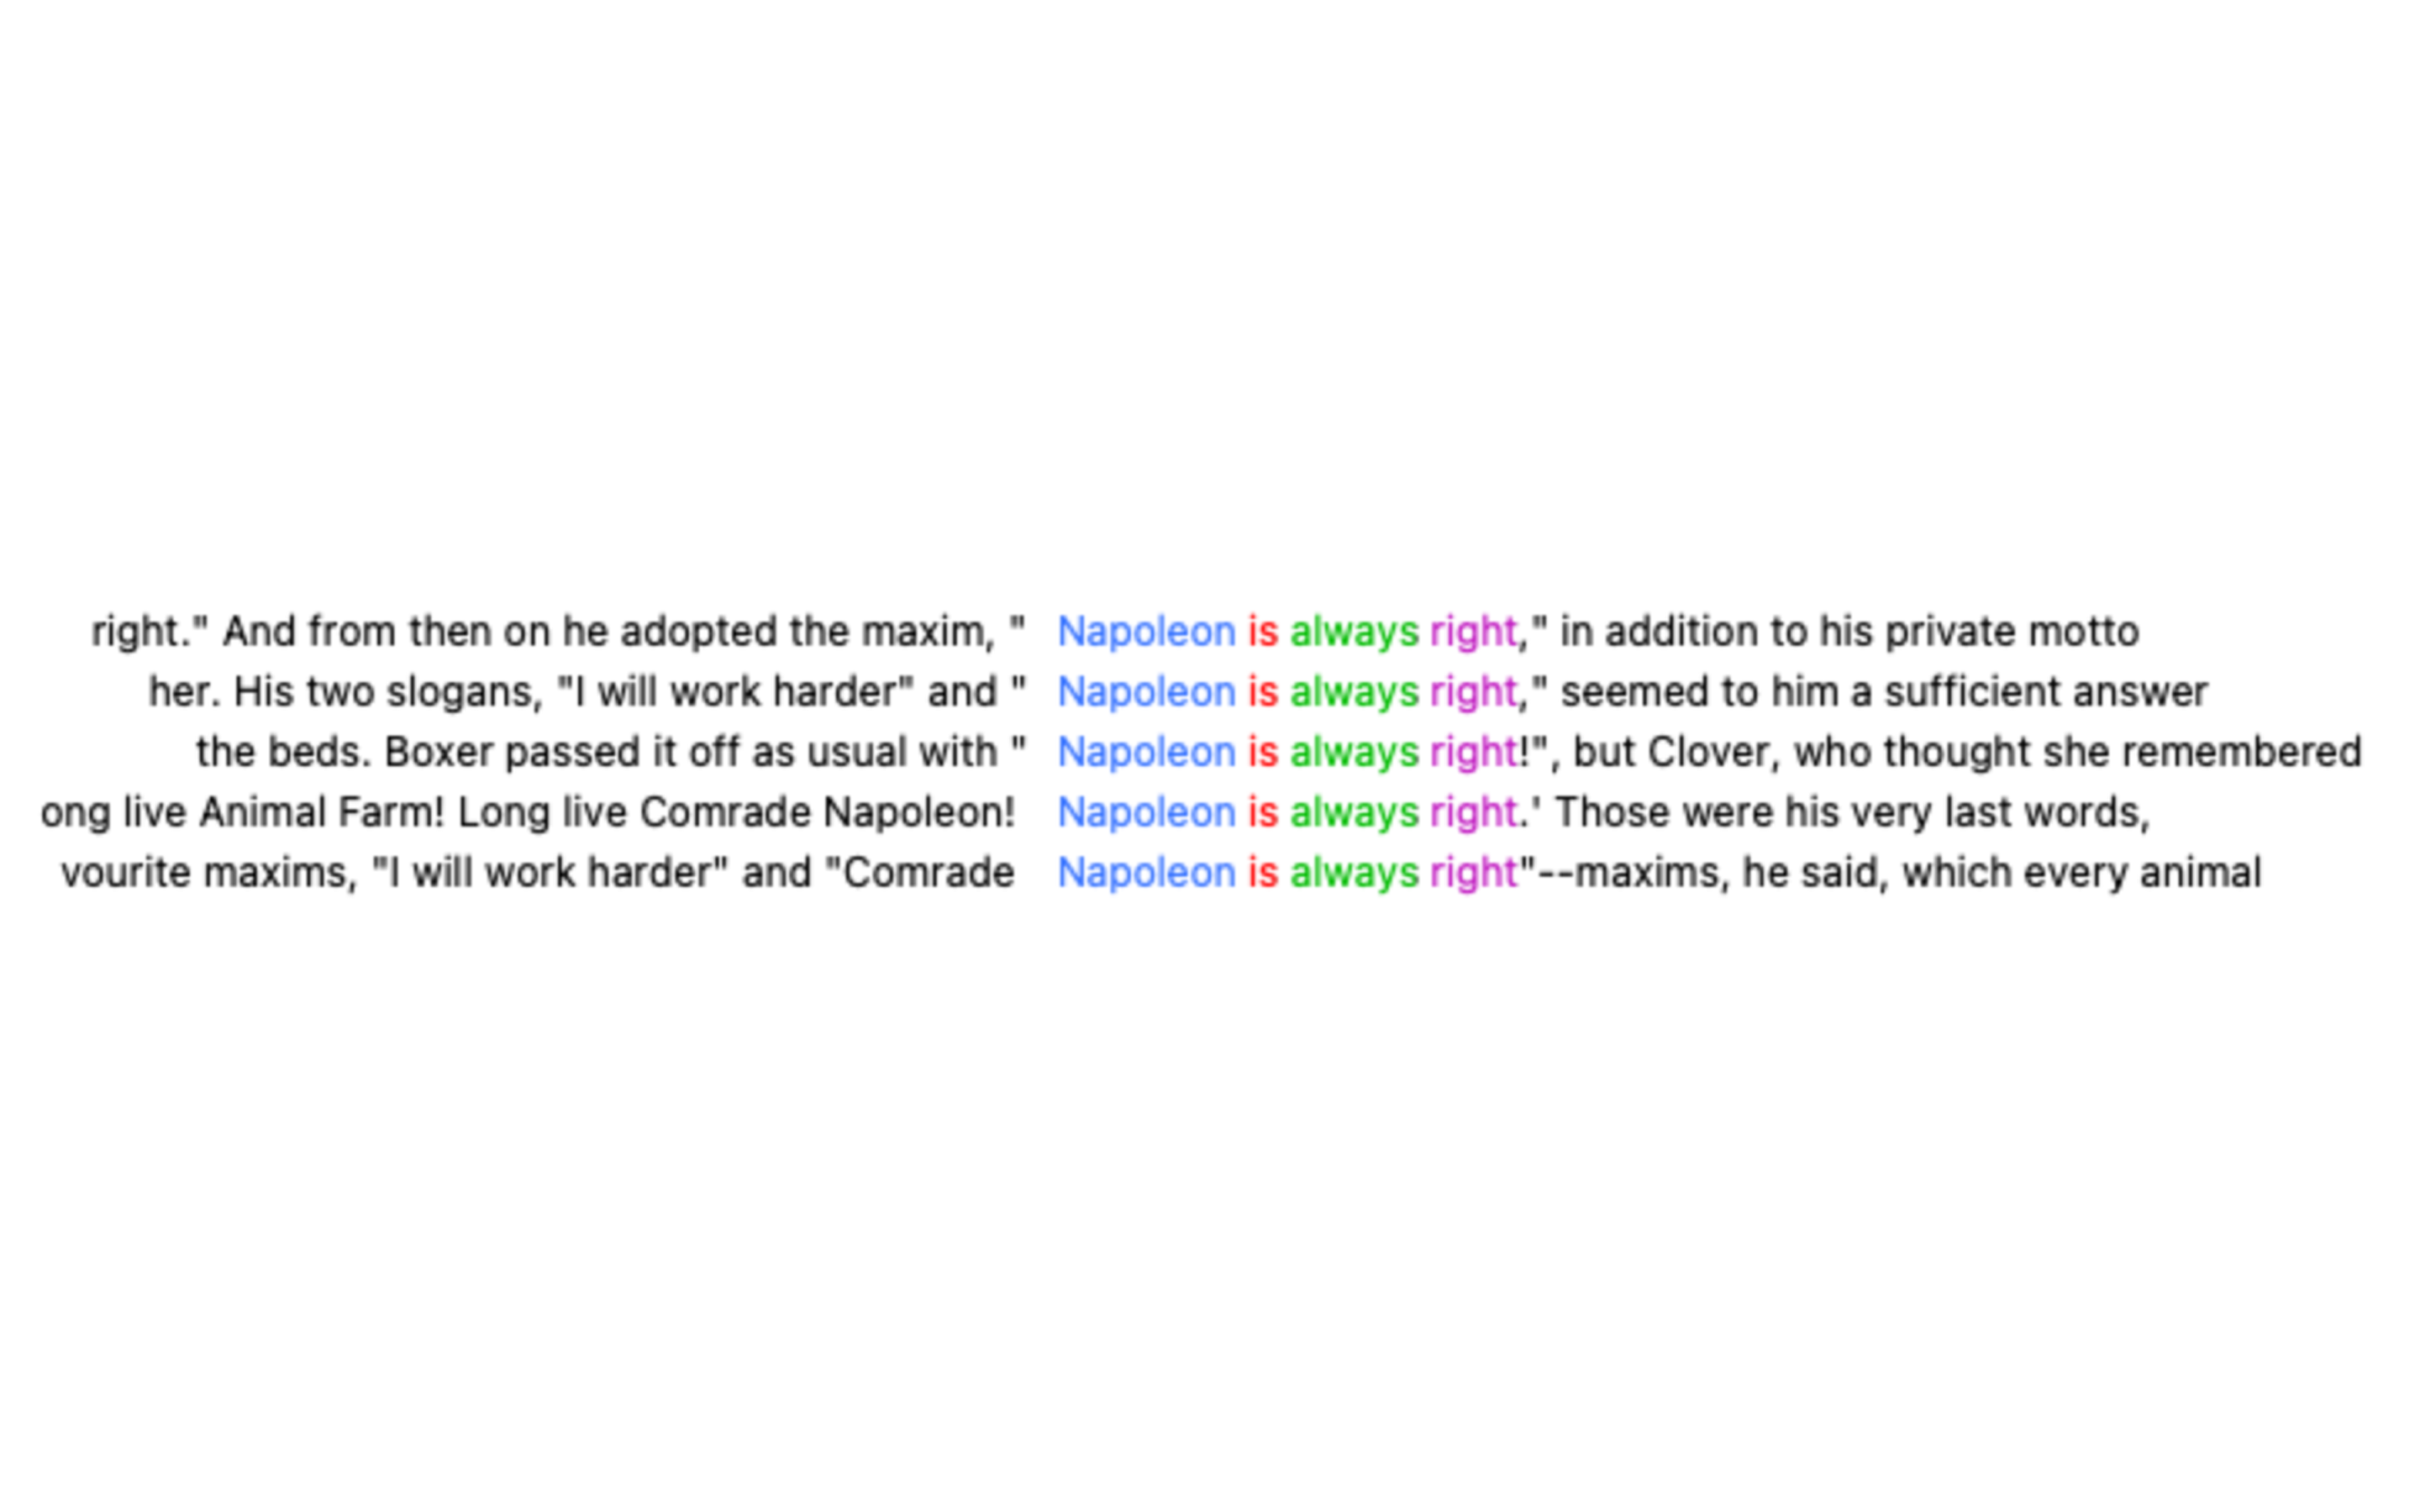 right." And from then on he adopted the maxim, " Napoleon is always right," in addition to his private motto
her. His two slogans, "I will work harder" and " Napoleon is always right," seemed to him a sufficient answer
the beds. Boxer passed it off as usual with " Napoleon is always right!", but Clover, who thought she remembered
ong live Animal Farm! Long live Comrade Napoleon! Napoleon is always right.' Those were his very last words,
vourite maxims, "I will work harder" and "Comrade Napoleon is always right"--maxims, he said, which every animal